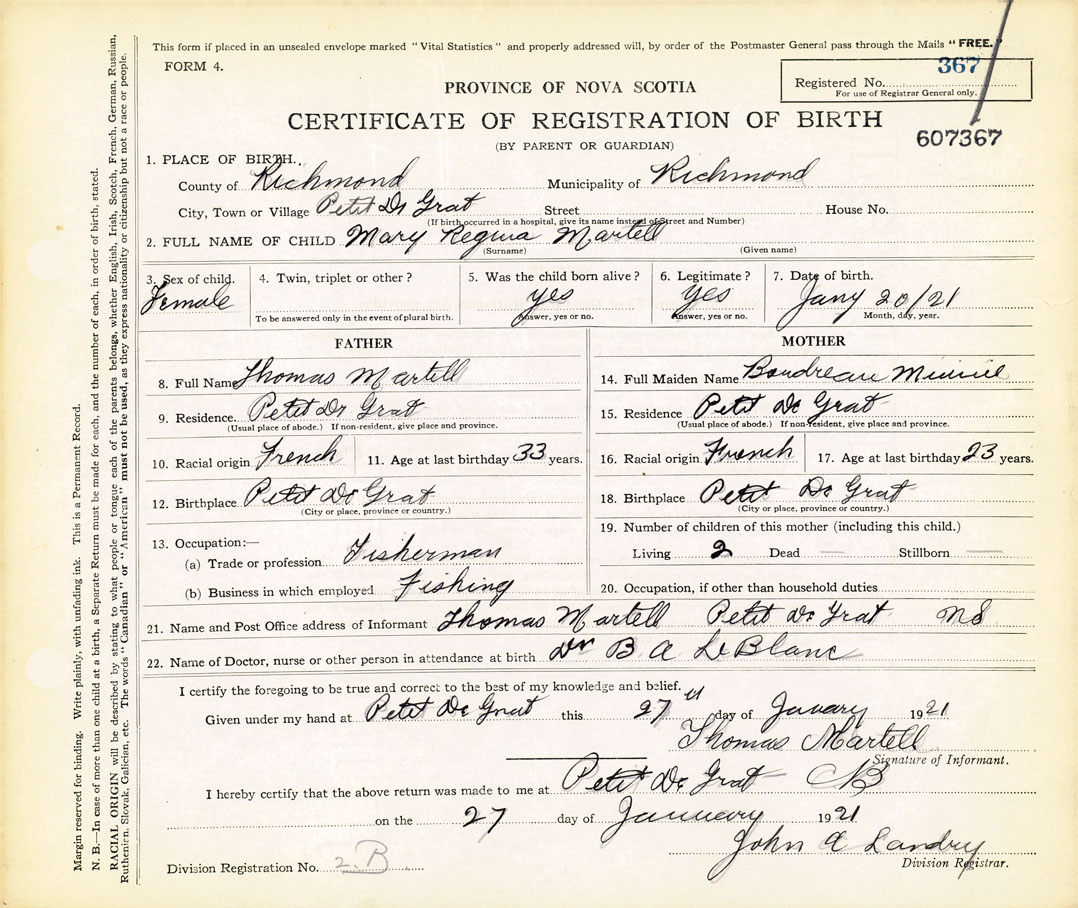 This form if placed in an unsealed envelope marked "Vital Statistics" and properly addressed will, by order of the Postmaster General pass through the Mails "FREE."
FORM 4.
367
Registered No.
For use of Registrar General only.
PROVINCE OF NOVA SCOTIA
CERTIFICATE OF REGISTRATION OF BIRTH
607367
(BY PARENT OR GUARDIAN)
1. PLACE OF BIRTH.
County of Richmond Municipality of Richmond
City, Town or Village Petit De Grat Street House No.
(If birth occurred in a hospital, give its name instead of Street and Number)
2. FULL NAME OF CHILD Mary Regina Martell
(Surname) (Given name)
3. Sex of child. 4. Twin, triplet or other? 5. Was the child born alive? 6. Legitimate? 7. Date of birth.
Female yes Yes Jany 20/21
To be answered only in the event of plural birth. Answer, yes or no. Answer, yes or no. Month, day, year.
FATHER MOTHER
8. Full Name Thomas Martell 14. Full Maiden Name Boudreau
9. Residence. Petit De Grat 15. Residence Petit De Grat
(Usual place of abode.) If non-resident, give place and province. (Usual place of abode.) If non-resident, give place and province.
10. Racial origin French 11. Age at last birthday 33 years. 16. Racial origin French 17. Age at last birthday 23 years.
12. Birthplace Petit De Grat 18. Birthplace Petit De Grat
(City or place, province or country.) (City or place, province or country.)
13. Occupation:— 19. Number of children of this mother (including this child.)
(a) Trade or profession Fisherman Living 2 Dead — Stillborn —
(b) Business in which employed Fishing 20. Occupation, if other than household duties
21. Name and Post Office address of Informant Thomas Martell Petit De Grat NS
22. Name of Doctor, nurse or other person in attendance at birth Dr B A LeBlanc
I certify the foregoing to be true and correct to the best of my knowledge and belief.
Given under my hand at Petit De Grat this 27 day of January 1921
Thomas Martell
Signature of Informant.
I hereby certify that the above return was made to me at Petit De Grat CB
on the 27 day of January 1921
John A Landry
Division Registrar.
Division Registration No. 2 B
Margin reserved for binding. Write plainly, with unfading ink. This is a Permanent Record.
N. B.—In case of more than one child at a birth, a Separate Return must be made for each, and the number of each, in order of birth, stated.
RACIAL ORIGIN will be described by stating to what people or tongue each of the parents belongs, whether English, Irish, Scotch, French, German, Russian,
Ruthenien, Slovak, Galician, etc. The words "Canadian" or "American" must not be used, as they express nationality or citizenship but not a race or people.